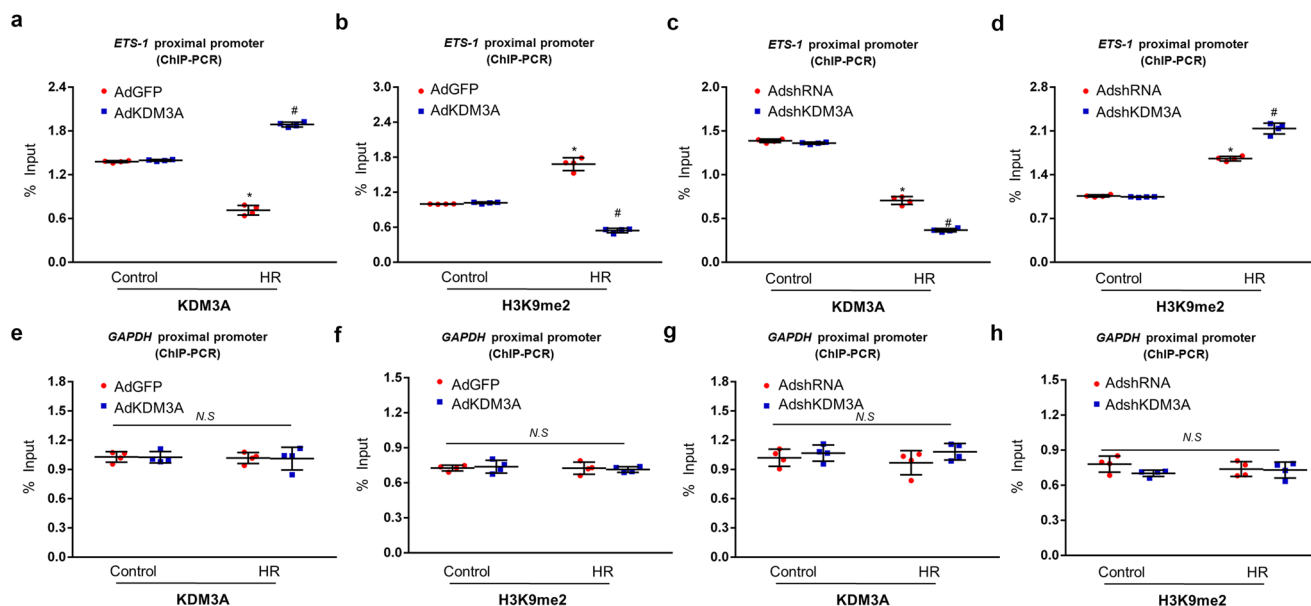 a
ETS-1 proximal promoter
(ChIP-PCR)
% Input
2.4
1.8
1.2
0.6
0.0
AdGFP
AdKDM3A
*
#
Control
HR
KDM3A
b
ETS-1 proximal promoter
(ChIP-PCR)
% Input
3.0
2.4
1.8
1.2
0.6
0.0
AdGFP
AdKDM3A
*
#
Control
HR
H3K9me2
c
ETS-1 proximal promoter
(ChIP-PCR)
% Input
2.0
1.5
1.0
0.5
0.0
AdshRNA
AdshKDM3A
*
#
Control
HR
KDM3A
d
ETS-1 proximal promoter
(ChIP-PCR)
% Input
2.8
2.1
1.4
0.7
0.0
AdshRNA
AdshKDM3A
*
#
Control
HR
H3K9me2
e
GAPDH proximal promoter
(ChIP-PCR)
% Input
1.8
1.5
1.2
0.9
0.6
0.3
0.0
AdGFP
AdKDM3A
N.S
Control
HR
KDM3A
f
GAPDH proximal promoter
(ChIP-PCR)
% Input
1.5
1.2
0.9
0.6
0.3
0.0
AdGFP
AdKDM3A
N.S
Control
HR
H3K9me2
g
GAPDH proximal promoter
(ChIP-PCR)
% Input
1.8
1.5
1.2
0.9
0.6
0.3
0.0
AdshRNA
AdshKDM3A
N.S
Control
HR
KDM3A
h
GAPDH proximal promoter
(ChIP-PCR)
% Input
1.5
1.2
0.9
0.6
0.3
0.0
AdshRNA
AdshKDM3A
N.S
Control
HR
H3K9me2